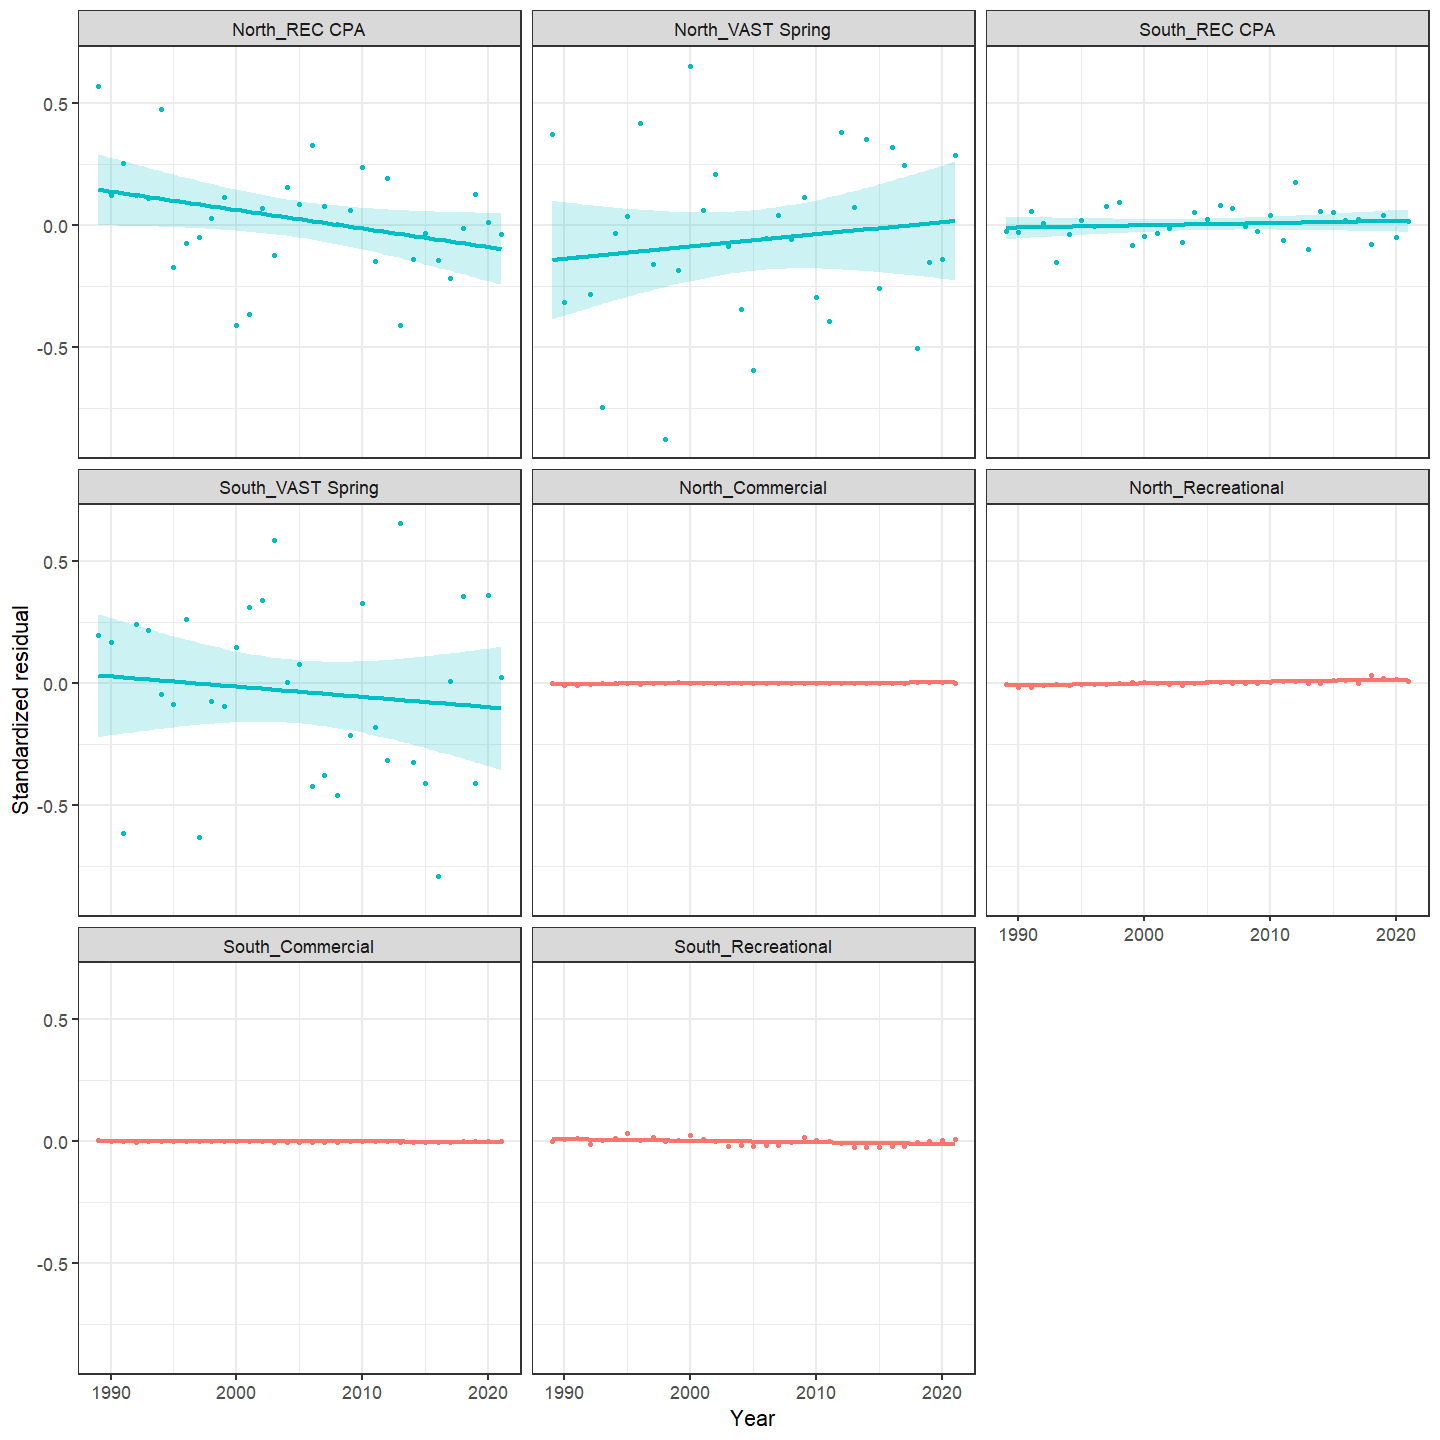 North_REC CPA
North_VAST Spring
South_REC CPA
0.5
0.0
-0.5
South_VAST Spring
North_Commercial
North_Recreational
0.5
0.0
-0.5
1990 2000 2010 2020
South_Commercial
South_Recreational
0.5
0.0
-0.5
1990 2000 2010 2020
1990 2000 2010 2020
Year
Standardized residual